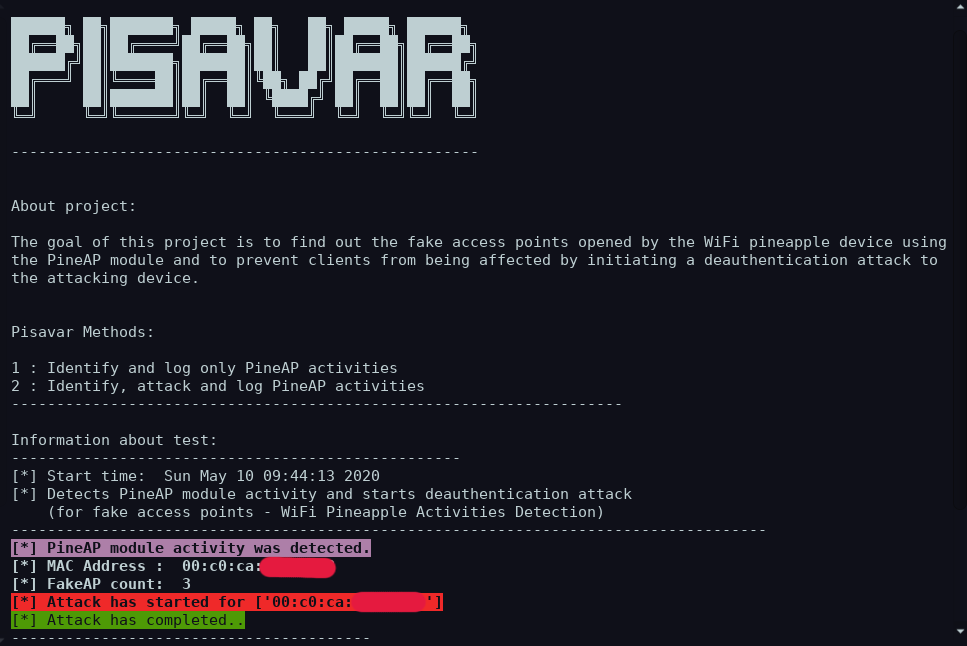 PISAVAR
----------------------------------------------------
About project:
The goal of this project is to find out the fake access points opened by the WiFi pineapple device using
the PineAP module and to prevent clients from being affected by initiating a deauthentication attack to
the attacking device.
Pisavar Methods:
1 : Identify and log only PineAP activities
2 : Identify, attack and log PineAP activities
--------------------------------------------------------------------
Information about test:
--------------------------------------------------
[*] Start time:  Sun May 10 09:44:13 2020
[*] Detects PineAP module activity and starts deauthentication attack
    (for fake access points - WiFi Pineapple Activities Detection)
------------------------------------------------------------------------------------
[*] PineAP module activity was detected.
[*] MAC Address :  00:c0:ca:
[*] FakeAP count:  3
[*] Attack has started for ['00:c0:ca:        ']
[*] Attack has completed..
----------------------------------------